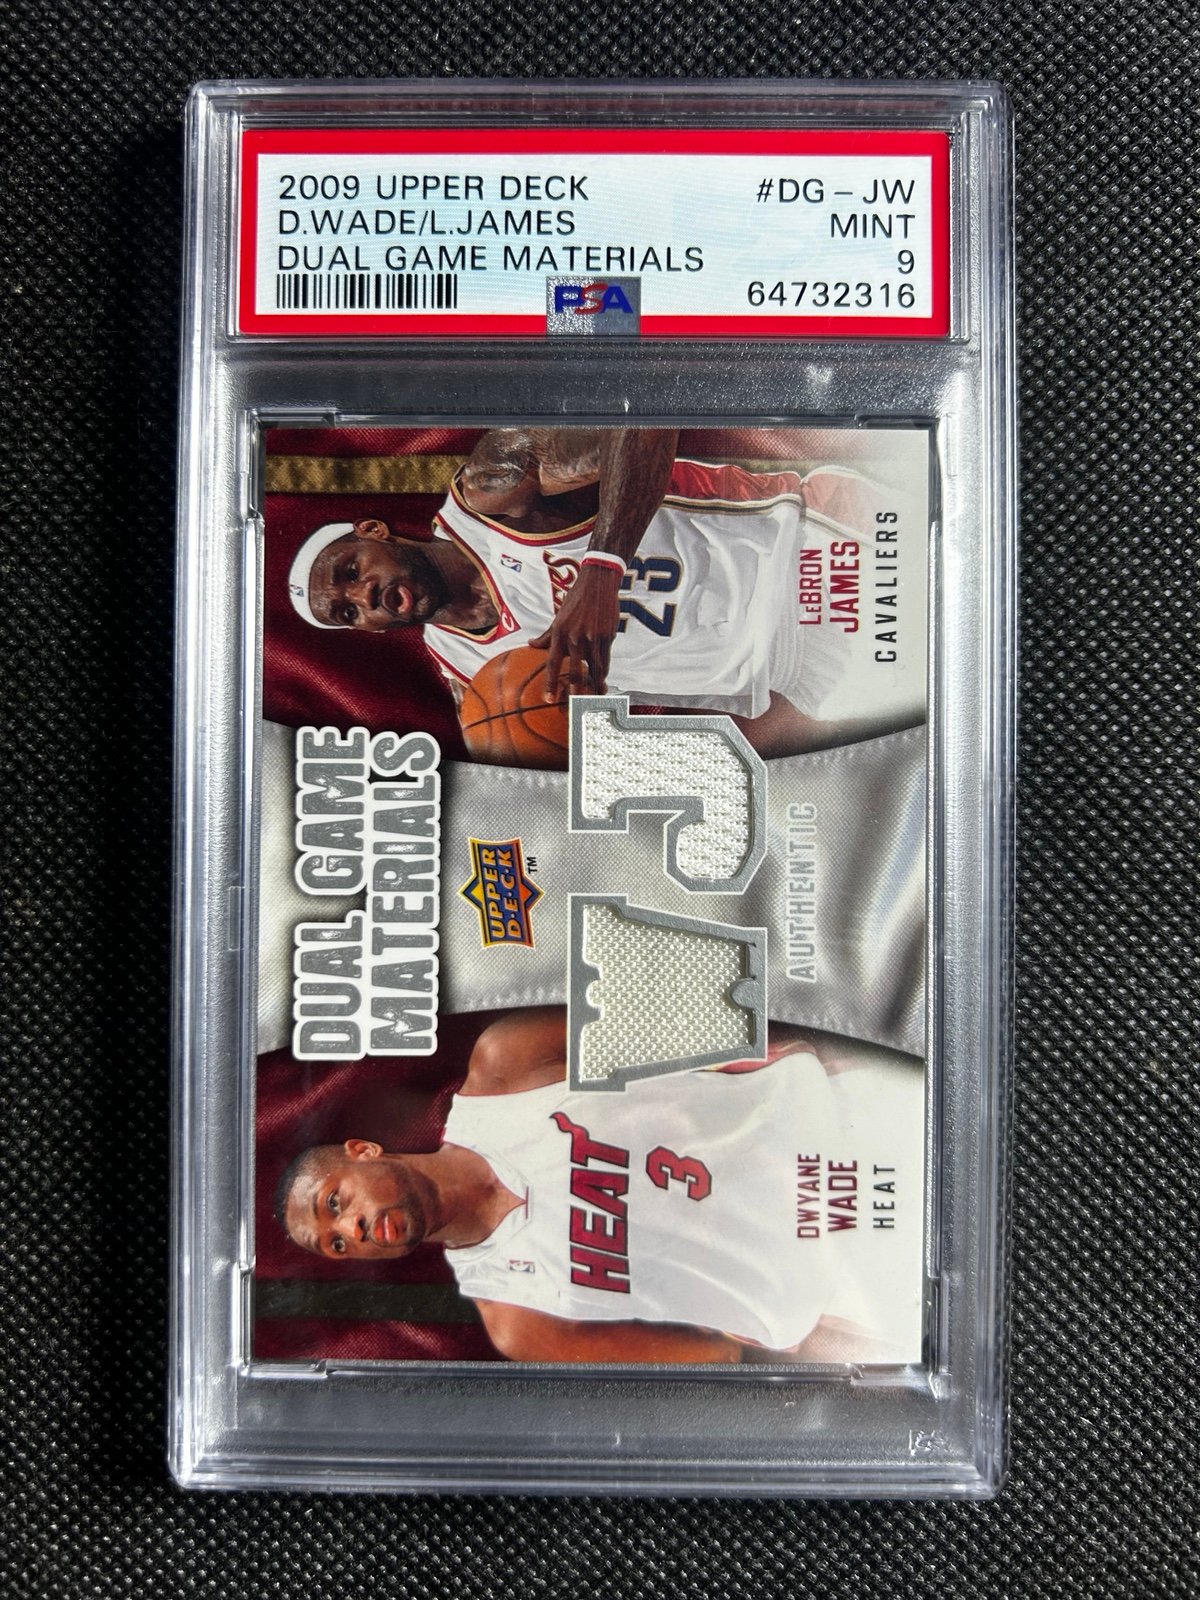 2009 UPPER DECK #DG-JW
D.WADE/L.JAMES MINT
DUAL GAME MATERIALS 9
64732316
PSA
DUAL GAME
MATERIALS
UPPER
D·E·C·K
TM
J
W
AUTHENTIC
LeBRON
JAMES
CAVALIERS
23
DWYANE
WADE
HEAT
HEAT
3